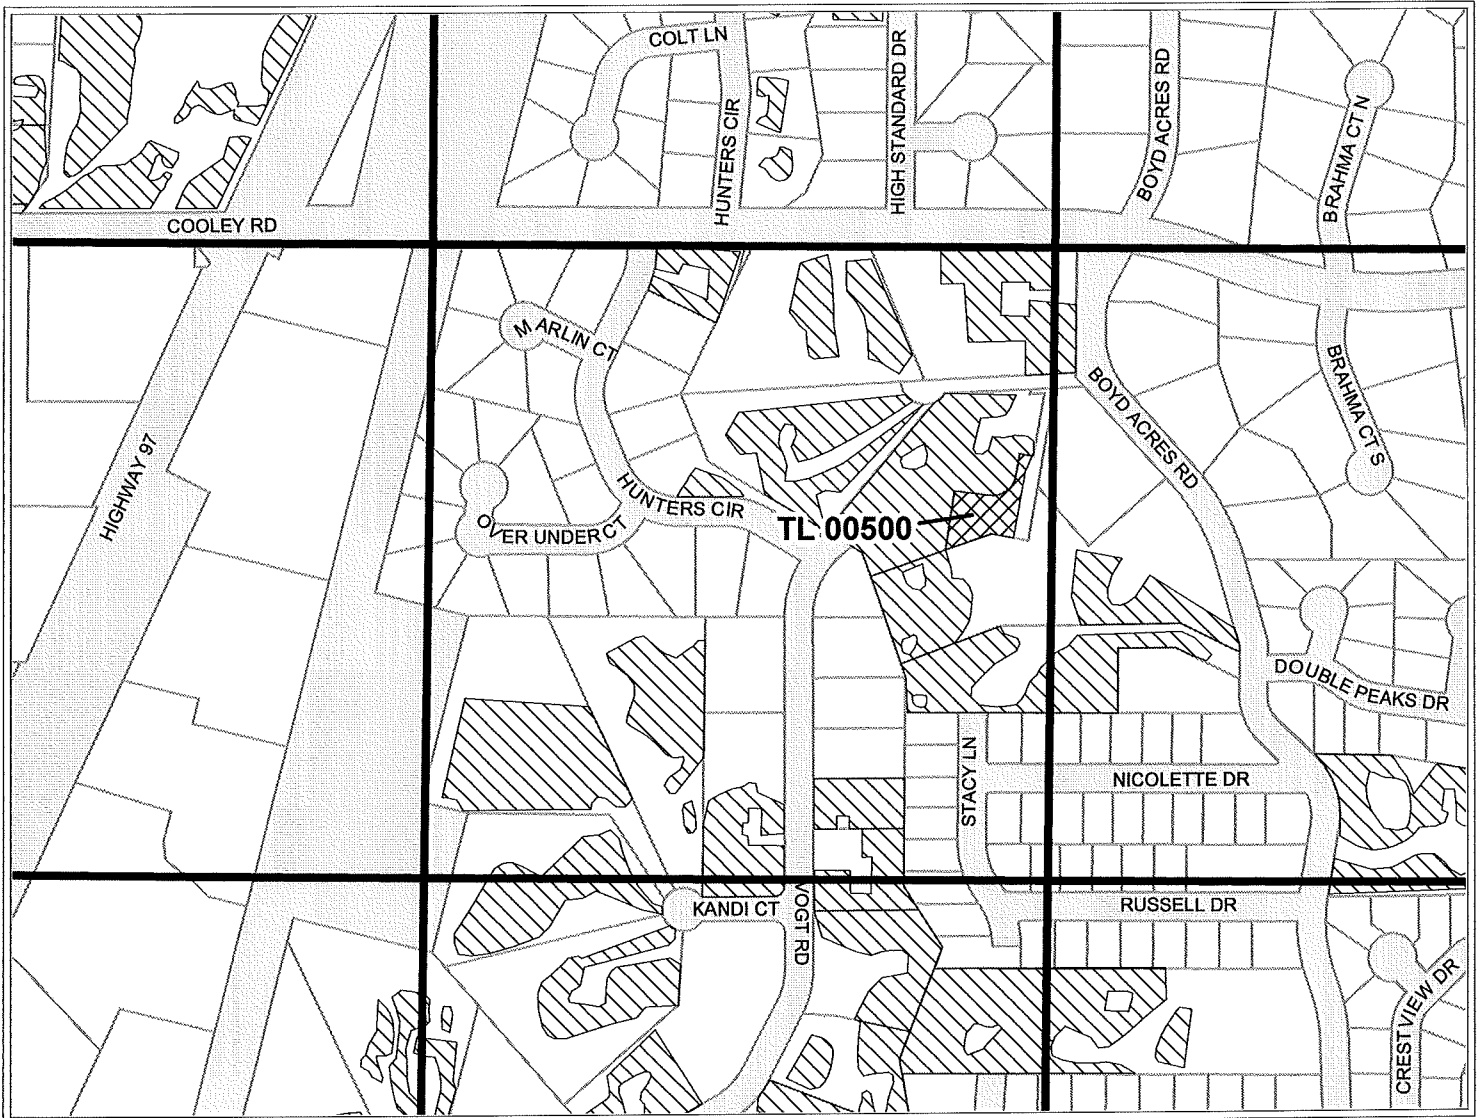 COLT LN
HUNTERS CIR
HIGH STANDARD DR
BOYD ACRES RD
BRAHMA CT N
COOLEY RD
MARLIN CT
HIGHWAY 97
BOYD ACRES RD
BRAHMA CT S
HUNTERS CIR
OVER UNDER CT
TL 00500
DOUBLE PEAKS DR
STACY LN
NICOLETTE DR
KANDI CT
VOGT RD
RUSSELL DR
CRESTVIEW DR